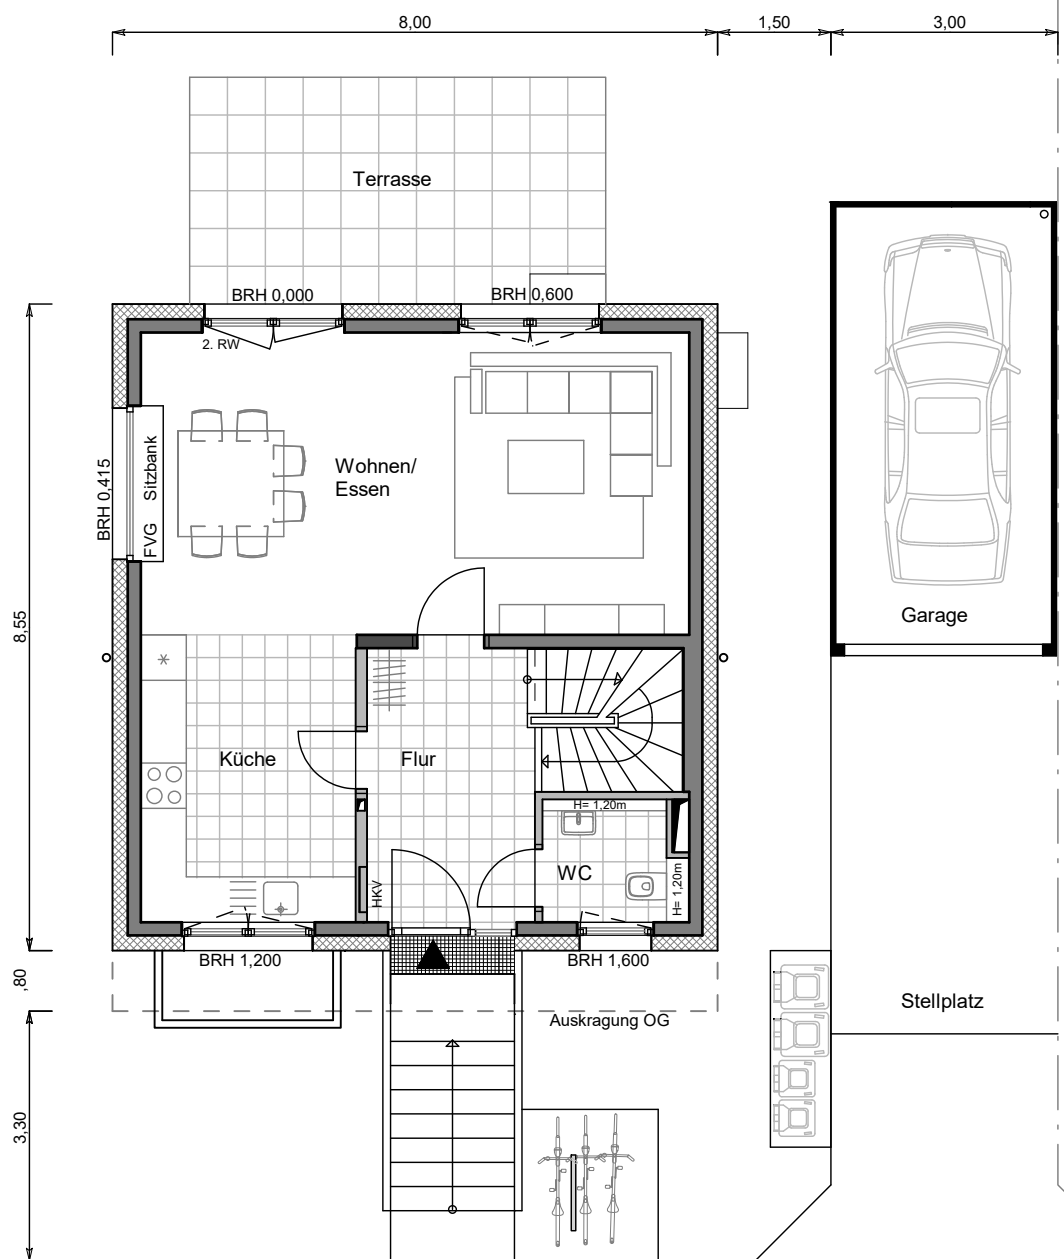 8,00
1,50
3,00
Terrasse
BRH 0,000
BRH 0,600
2. RW
BRH 0,415
FVG Sitzbank
Wohnen/
Essen
8,55
Garage
Küche
Flur
H= 1,20m
WC
HKV
H= 1,20m
BRH 1,200
BRH 1,600
,80
Stellplatz
Auskragung OG
3,30